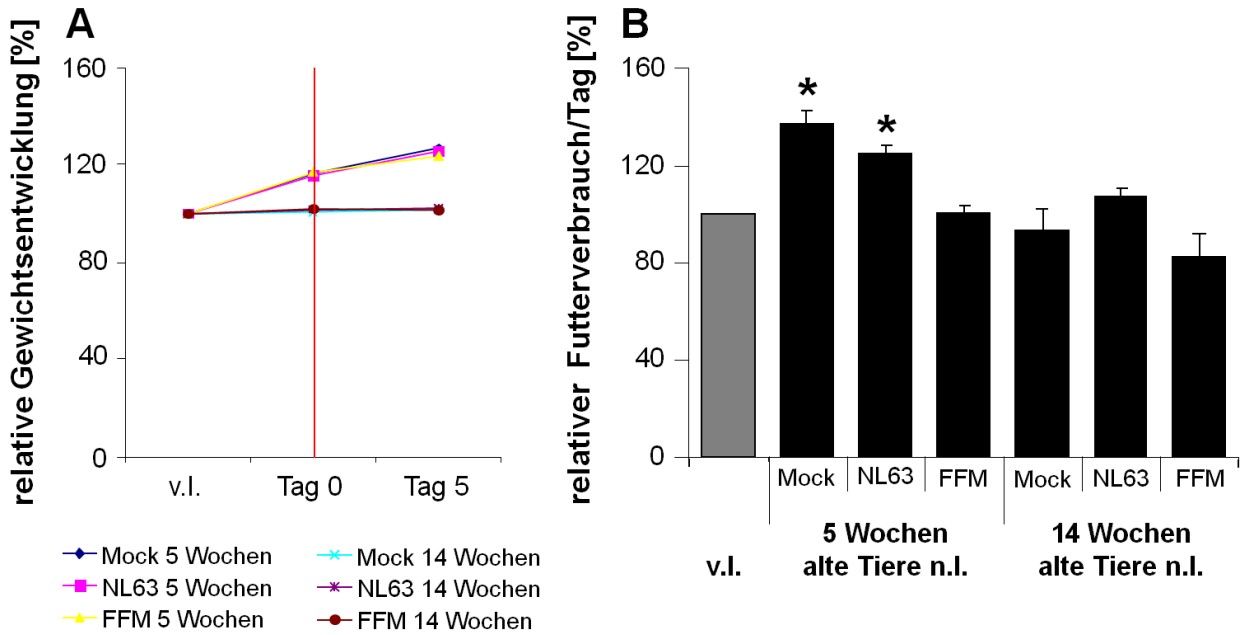 A
relative Gewichtsentwicklung [%]
160
120
80
40
0
v.I.
Tag 0
Tag 5
Mock 5 Wochen
NL63 5 Wochen
FFM 5 Wochen
Mock 14 Wochen
NL63 14 Wochen
FFM 14 Wochen
B
relativer Futterverbrauch/Tag [%]
160
120
80
40
0
*
*
Mock
NL63
FFM
Mock
NL63
FFM
v.I.
5 Wochen
alte Tiere n.I.
14 Wochen
alte Tiere n.I.